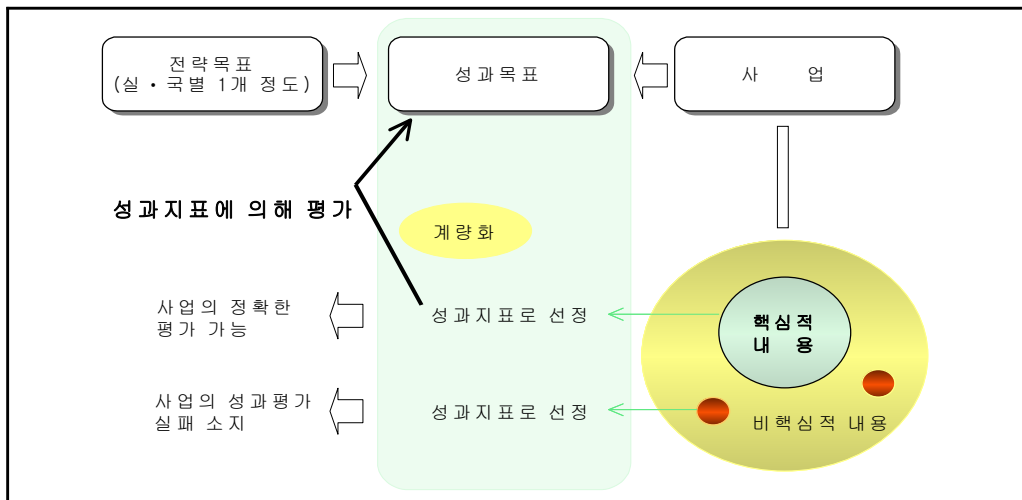 전략목표
(실·국별 1개 정도)
성과목표
사 업
성과지표에 의해 평가
계량화
사업의 정확한
평가 가능
성과지표로 선정
핵심적
내 용
사업의 성과평가
실패 소지
성과지표로 선정
비핵심적 내용